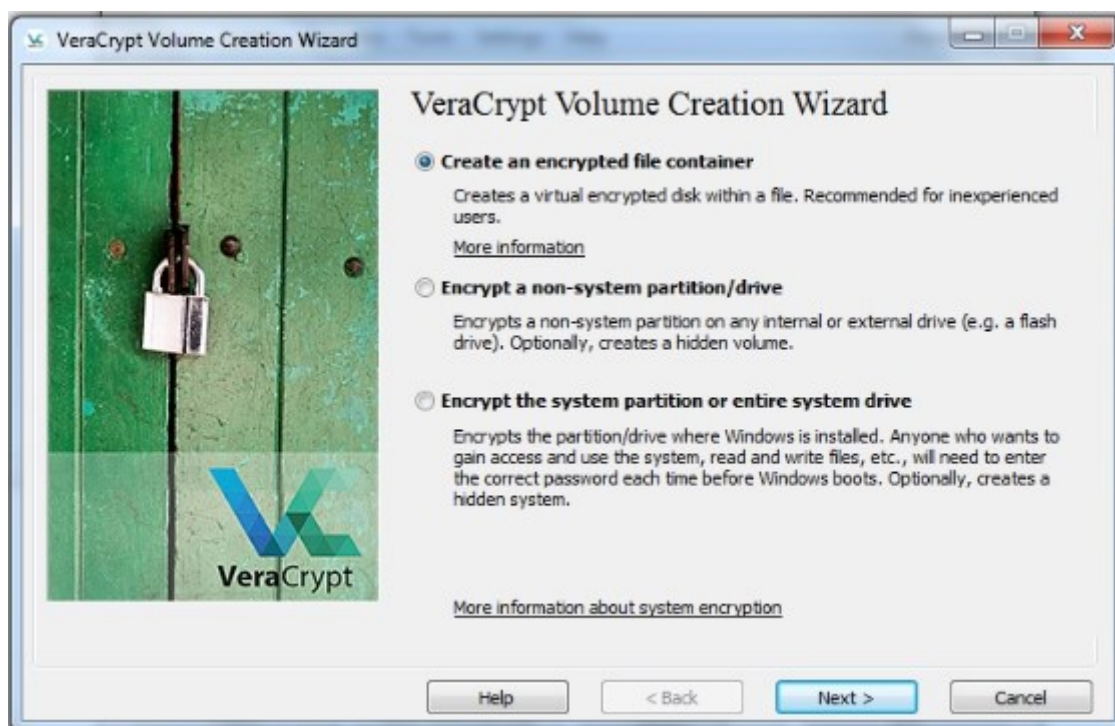 VeraCrypt Volume Creation Wizard
VeraCrypt Volume Creation Wizard
Create an encrypted file container
Creates a virtual encrypted disk within a file. Recommended for inexperienced
users.
More information
Encrypt a non-system partition/drive
Encrypts a non-system partition on any internal or external drive (e.g. a flash
drive). Optionally, creates a hidden volume.
Encrypt the system partition or entire system drive
Encrypts the partition/drive where Windows is installed. Anyone who wants to
gain access and use the system, read and write files, etc., will need to enter
the correct password each time before Windows boots. Optionally, creates a
hidden system.
VeraCrypt
More information about system encryption
Help
< Back
Next >
Cancel